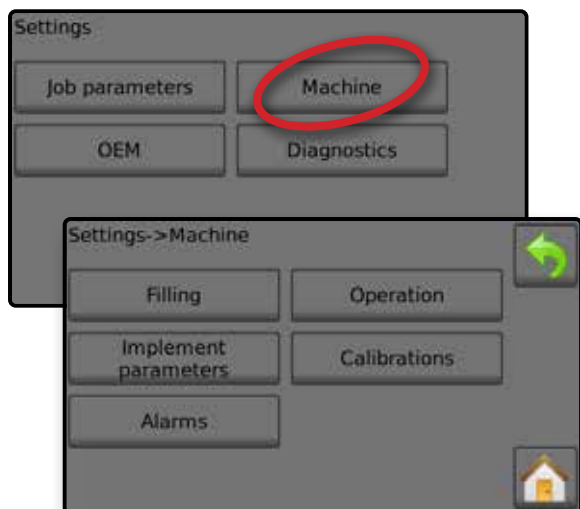 Settings
Job parameters
Machine
OEM
Diagnostics
Settings->Machine
Filling
Operation
Implement
parameters
Calibrations
Alarms